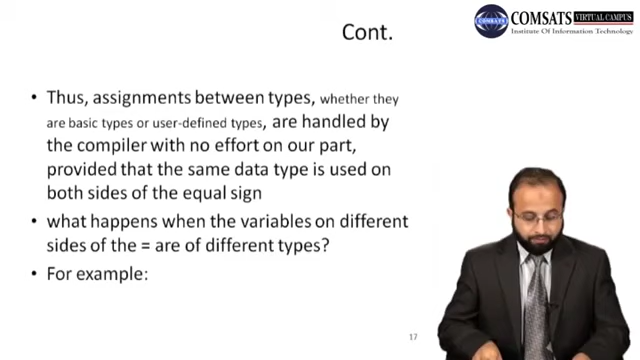 Cont.
COMSATS
COMSATS VIRTUAL CAMPUS
Institute Of Information Technology
• Thus, assignments between types, whether they
are basic types or user-defined types, are handled by
the compiler with no effort on our part,
provided that the same data type is used on
both sides of the equal sign
• what happens when the variables on different
sides of the = are of different types?
• For example:
17